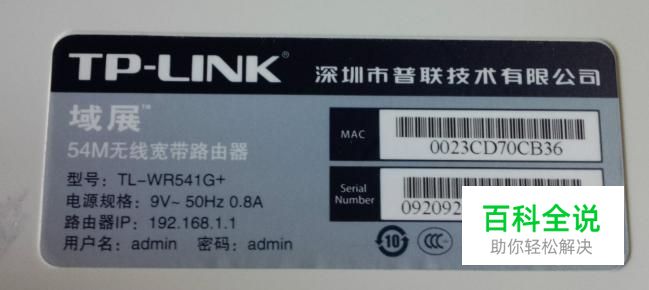 TP-LINK® 深圳市普联技术有限公司
域展™
54M无线宽带路由器
型号: TL-WR541G+
电源规格: 9V~ 50Hz 0.8A
路由器IP: 192.168.1.1
用户名: admin 密码: admin
MAC
0023CD70CB36
Serial
Number
092092
10
CCC
百科全说
助你轻松解决